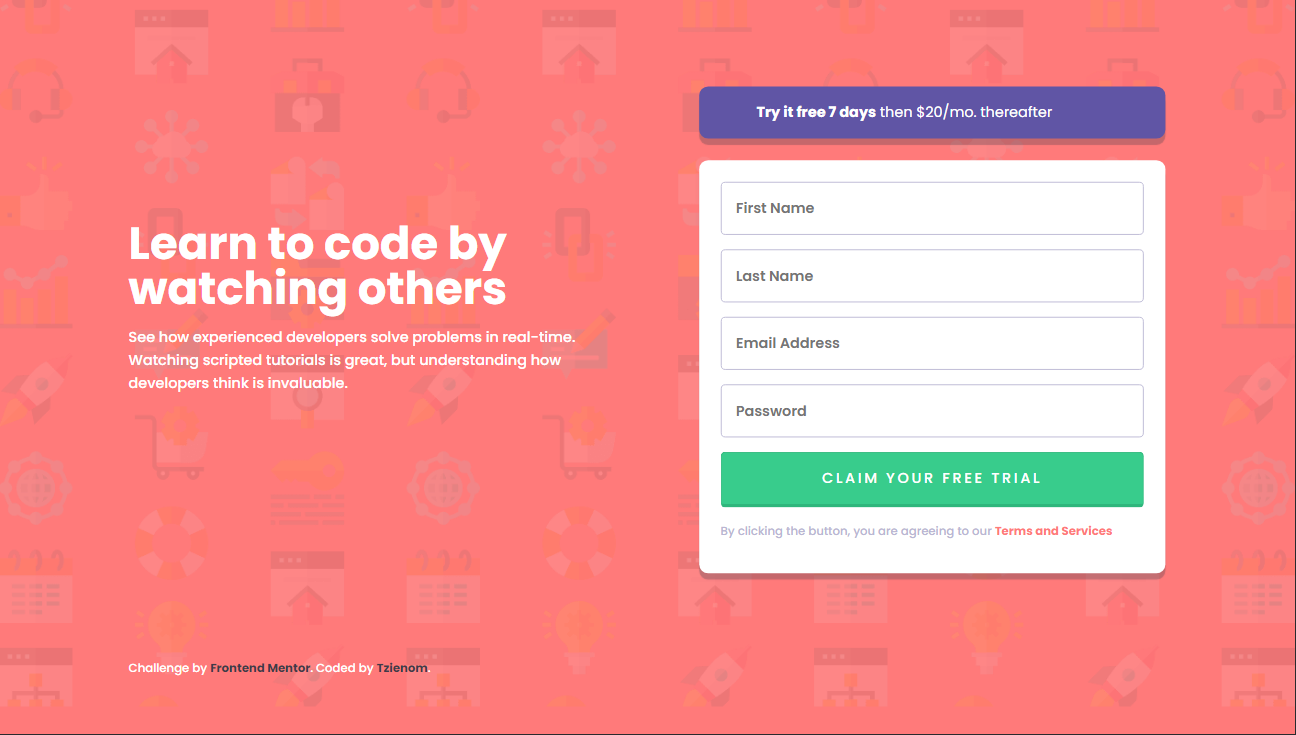 Learn to code by
watching others
See how experienced developers solve problems in real-time.
Watching scripted tutorials is great, but understanding how
developers think is invaluable.
Try it free 7 days then $20/mo. thereafter
First Name
Last Name
Email Address
Password
CLAIM YOUR FREE TRIAL
By clicking the button, you are agreeing to our Terms and Services
Challenge by Frontend Mentor. Coded by Tzienom.